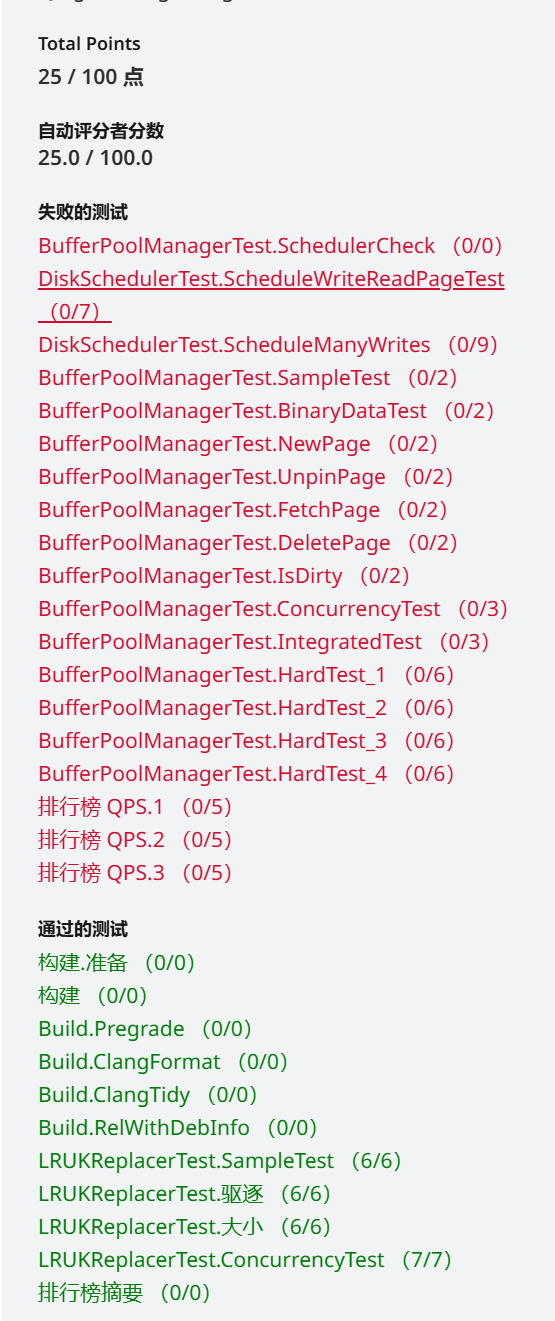 Total Points
25 / 100 点
自动评分者分数
25.0 / 100.0
失败的测试
BufferPoolManagerTest.SchedulerCheck （0/0）
DiskSchedulerTest.ScheduleWriteReadPageTest
（0/7）
DiskSchedulerTest.ScheduleManyWrites （0/9）
BufferPoolManagerTest.SampleTest （0/2）
BufferPoolManagerTest.BinaryDataTest （0/2）
BufferPoolManagerTest.NewPage （0/2）
BufferPoolManagerTest.UnpinPage （0/2）
BufferPoolManagerTest.FetchPage （0/2）
BufferPoolManagerTest.DeletePage （0/2）
BufferPoolManagerTest.IsDirty （0/2）
BufferPoolManagerTest.ConcurrencyTest （0/3）
BufferPoolManagerTest.IntegratedTest （0/3）
BufferPoolManagerTest.HardTest_1 （0/6）
BufferPoolManagerTest.HardTest_2 （0/6）
BufferPoolManagerTest.HardTest_3 （0/6）
BufferPoolManagerTest.HardTest_4 （0/6）
排行榜 QPS.1 （0/5）
排行榜 QPS.2 （0/5）
排行榜 QPS.3 （0/5）
通过的测试
构建.准备 （0/0）
构建 （0/0）
Build.Pregrade （0/0）
Build.ClangFormat （0/0）
Build.ClangTidy （0/0）
Build.RelWithDebInfo （0/0）
LRUKReplacerTest.SampleTest （6/6）
LRUKReplacerTest.驱逐 （6/6）
LRUKReplacerTest.大小 （6/6）
LRUKReplacerTest.ConcurrencyTest （7/7）
排行榜摘要 （0/0）